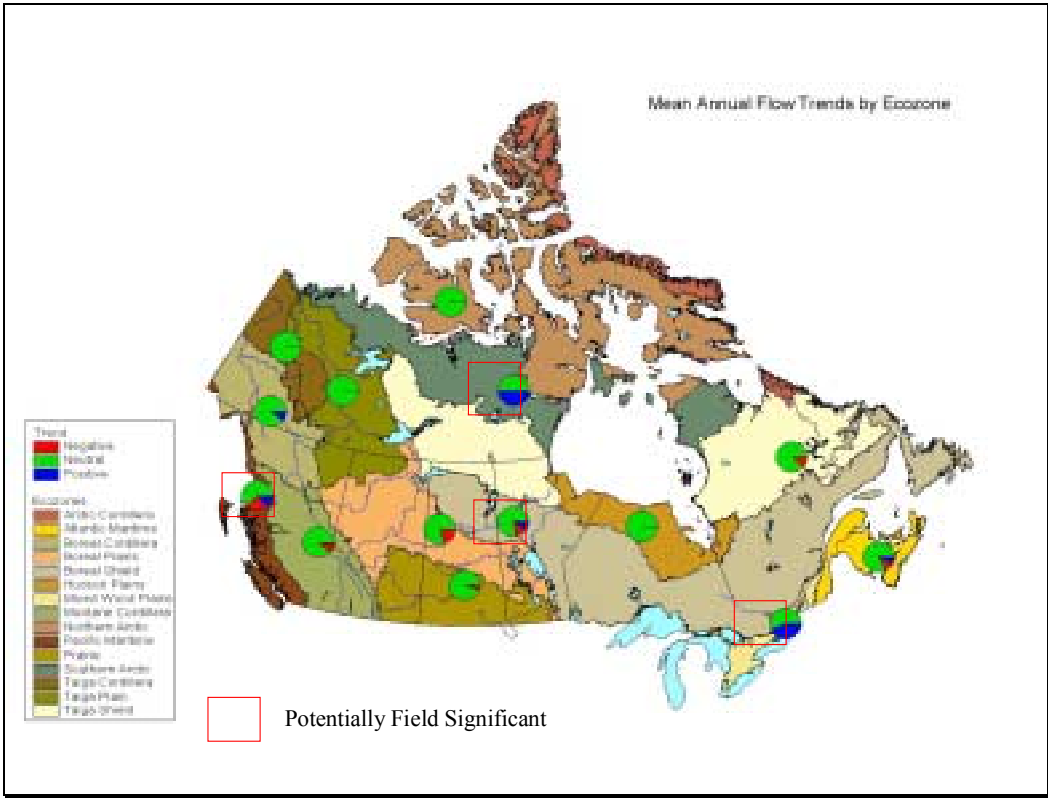 Mean Annual Flow Trends by Ecozone
Trend
Negative
Neutral
Positive
Ecozones
Arctic Cordillera
Atlantic Maritime
Boreal Cordillera
Boreal Plains
Boreal Shield
Hudson Plains
Mixed Wood Plains
Montane Cordillera
Northern Arctic
Pacific Maritime
Prairie
Southern Arctic
Taiga Cordillera
Taiga Plain
Taiga Shield
Potentially Field Significant